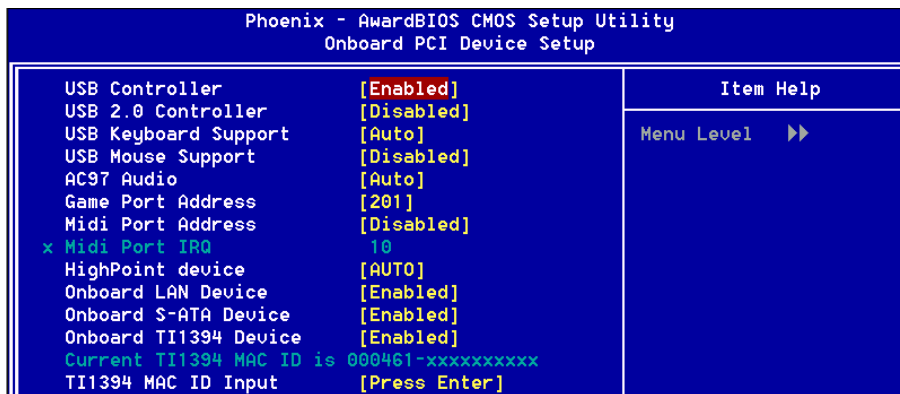 Phoenix - AwardBIOS CMOS Setup Utility
Onboard PCI Device Setup
USB Controller [Enabled]
USB 2.0 Controller [Disabled]
USB Keyboard Support [Auto]
USB Mouse Support [Disabled]
AC97 Audio [Auto]
Game Port Address [201]
Midi Port Address [Disabled]
x Midi Port IRQ 10
HighPoint device [AUTO]
Onboard LAN Device [Enabled]
Onboard S-ATA Device [Enabled]
Onboard TI1394 Device [Enabled]
Current TI1394 MAC ID is 000461-xxxxxxxxxx
TI1394 MAC ID Input [Press Enter]
Item Help
Menu Level